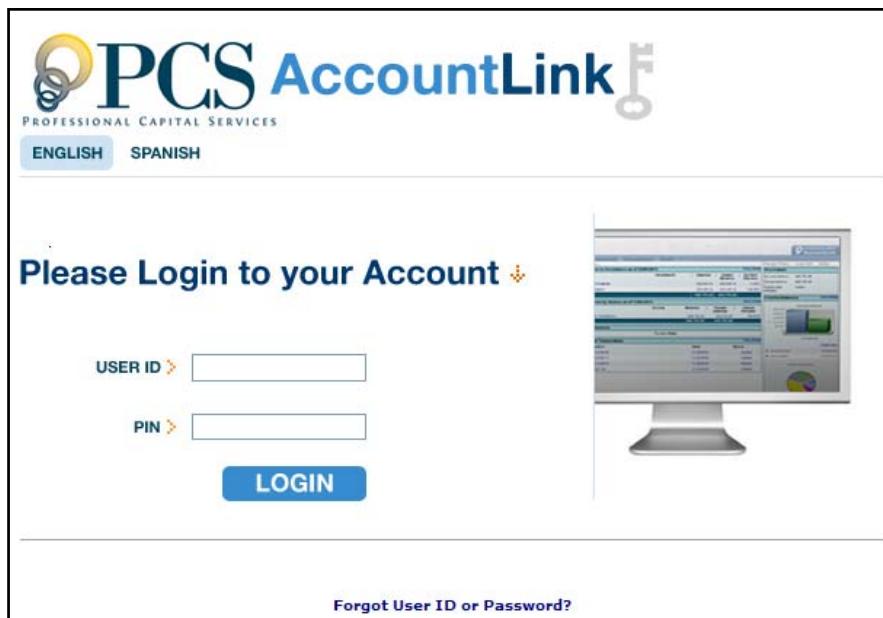 PCS AccountLink
PROFESSIONAL CAPITAL SERVICES
ENGLISH SPANISH
Please Login to your Account
USER ID
PIN
LOGIN
Forgot User ID or Password?